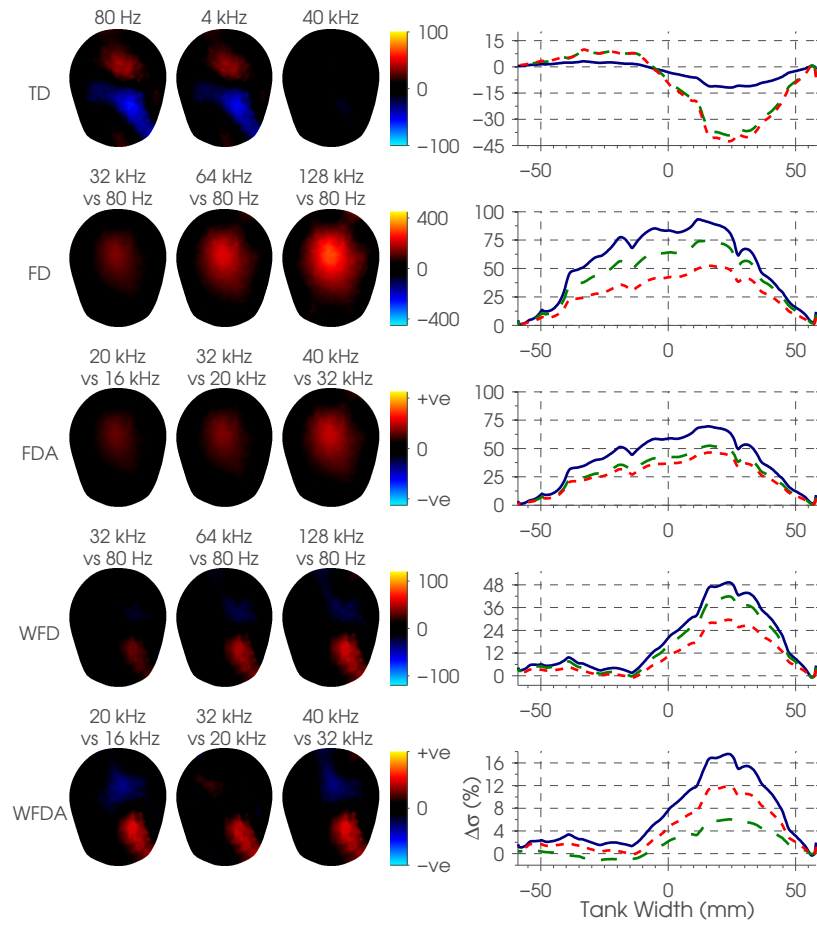 80 Hz 4 kHz 40 kHz
TD
100
0
−100
15
0
−15
−30
−45
−50 0 50
32 kHz vs 80 Hz
64 kHz vs 80 Hz
128 kHz vs 80 Hz
FD
400
0
−400
100
75
50
25
0
−50 0 50
20 kHz vs 16 kHz
32 kHz vs 20 kHz
40 kHz vs 32 kHz
FDA
+ve
0
−ve
100
75
50
25
0
−50 0 50
32 kHz vs 80 Hz
64 kHz vs 80 Hz
128 kHz vs 80 Hz
WFD
100
0
−100
48
36
24
12
0
−50 0 50
20 kHz vs 16 kHz
32 kHz vs 20 kHz
40 kHz vs 32 kHz
WFDA
+ve
0
−ve
Δσ (%)
16
12
8
4
0
−50 0 50
Tank Width (mm)